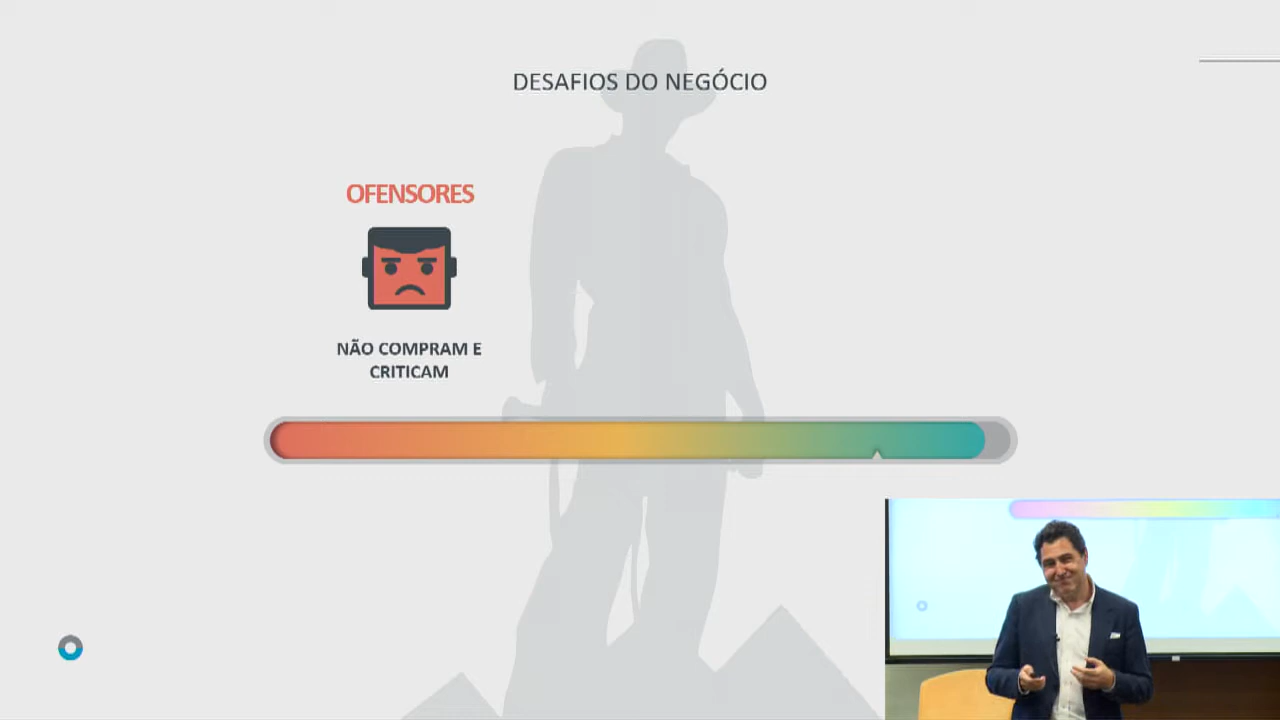 DESAFIOS DO NEGÓCIO
OFENSORES
NÃO COMPRAM E
CRITICAM